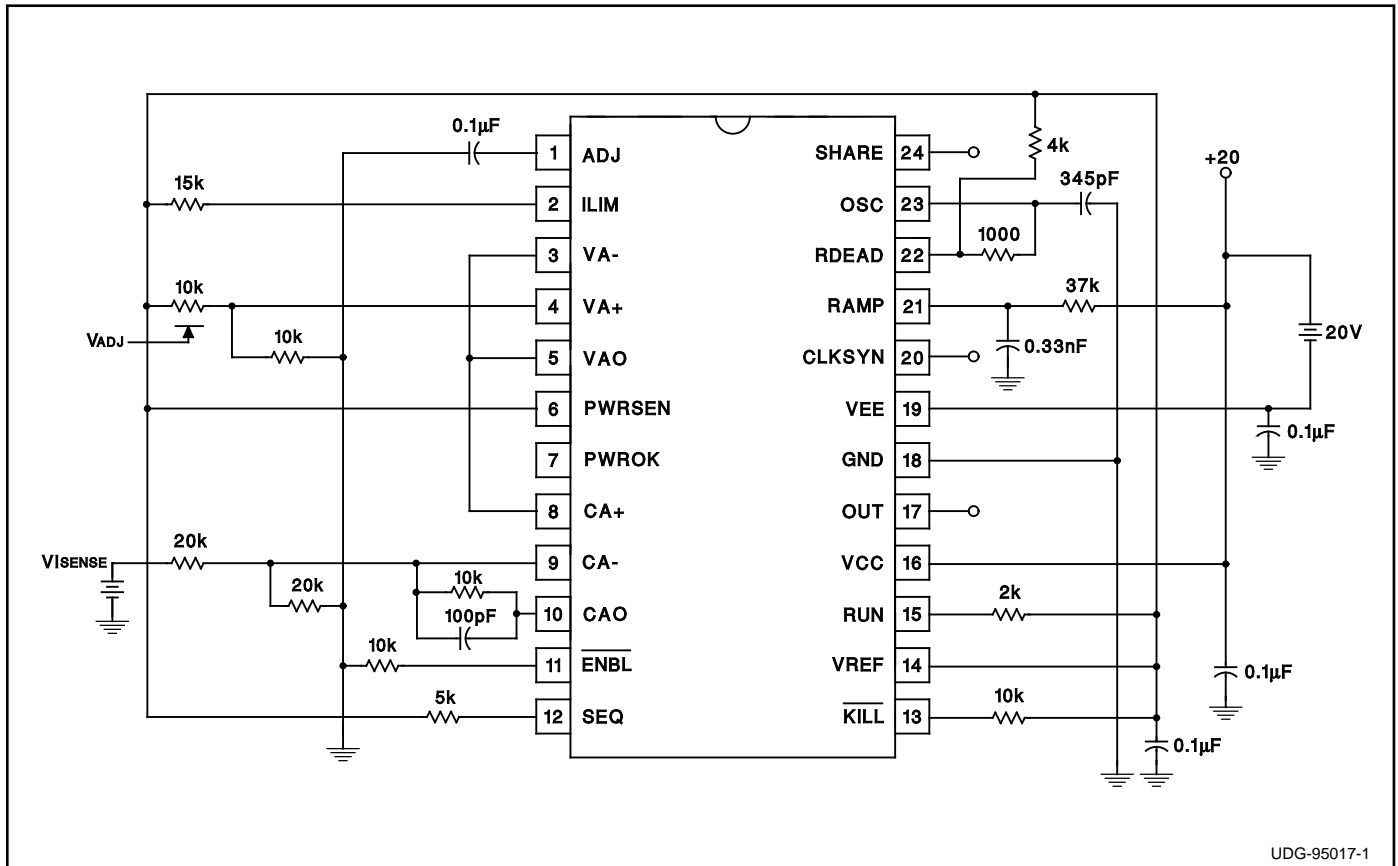 0.1µF
1 ADJ
SHARE 24
4k
+20
15k
2 ILIM
OSC 23
345pF
3 VA-
RDEAD 22
1000
10k
4 VA+
RAMP 21
37k
VADJ
10k
5 VAO
CLKSYN 20
0.33nF
20V
6 PWRSEN
VEE 19
0.1µF
7 PWROK
GND 18
8 CA+
OUT 17
VISENSE
20k
9 CA-
VCC 16
20k
10k
100pF
10 CAO
RUN 15
2k
10k
11 ENBL
VREF 14
0.1µF
5k
12 SEQ
KILL 13
10k
0.1µF
UDG-95017-1